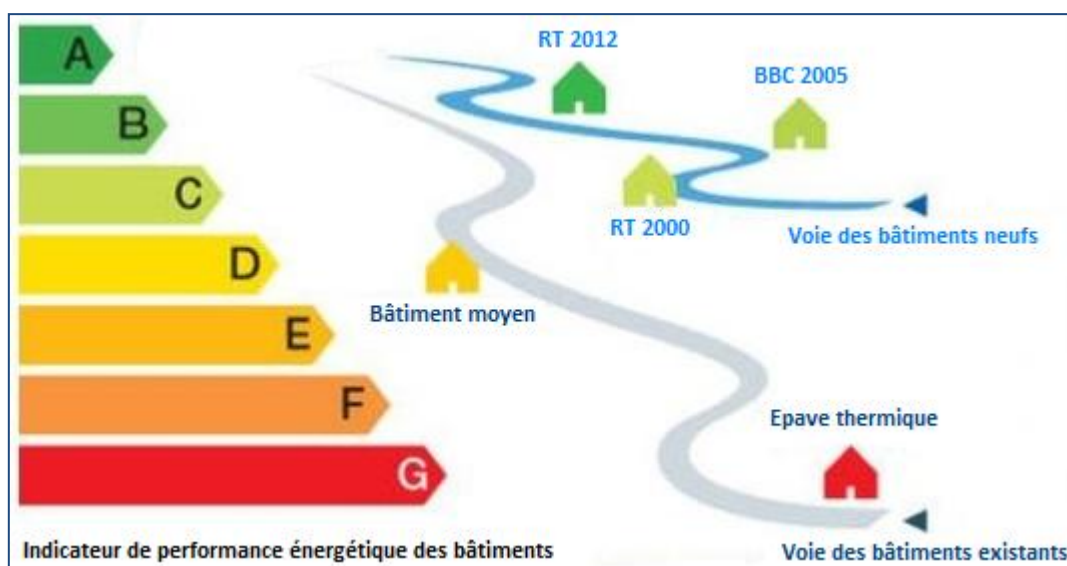 A
B
C
D
E
F
G
RT 2012
BBC 2005
RT 2000
Voie des bâtiments neufs
Bâtiment moyen
Epave thermique
Indicateur de performance énergétique des bâtiments
Voie des bâtiments existants